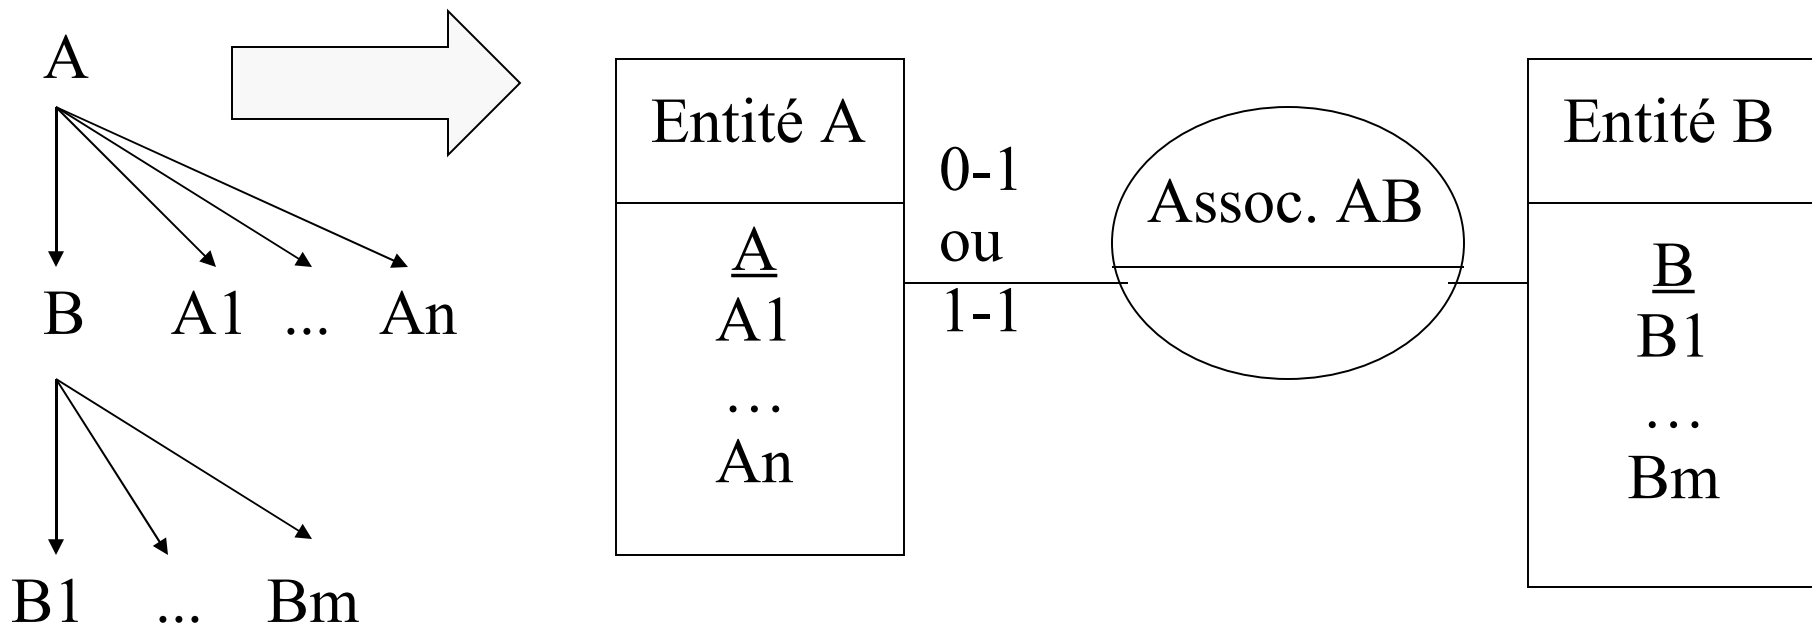 A
B A1 ... An
B1 ... Bm
Entité A
A
A1
…
An
0-1
ou
1-1
Assoc. AB
Entité B
B
B1
…
Bm